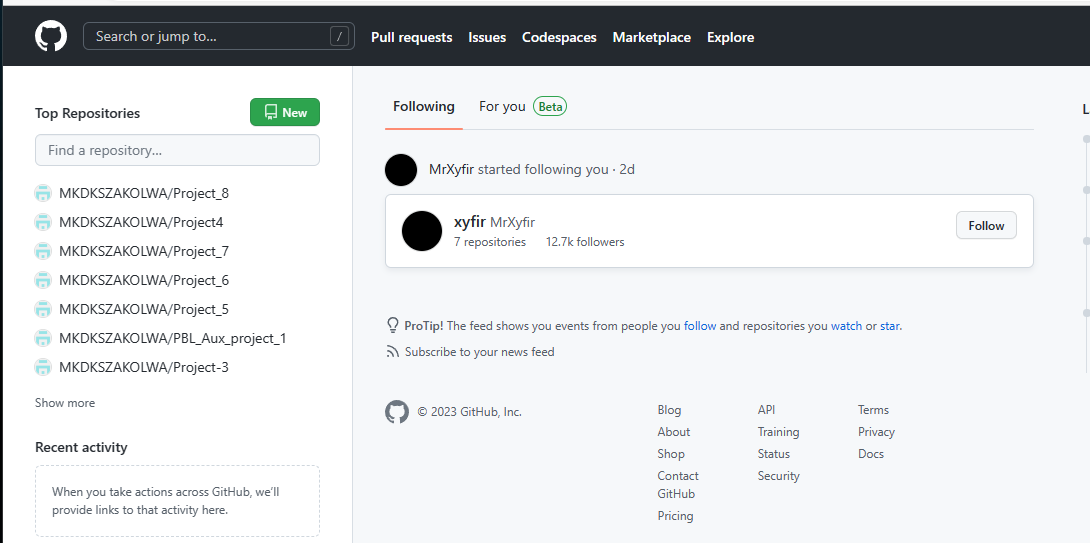 Search or jump to... /
Pull requests Issues Codespaces Marketplace Explore
Top Repositories
New
Find a repository...
MKDKSZAKOLWA/Project_8
MKDKSZAKOLWA/Project4
MKDKSZAKOLWA/Project_7
MKDKSZAKOLWA/Project_6
MKDKSZAKOLWA/Project_5
MKDKSZAKOLWA/PBL_Aux_project_1
MKDKSZAKOLWA/Project-3
Show more
Recent activity
When you take actions across GitHub, we'll
provide links to that activity here.
Following For you Beta
MrXyfir started following you · 2d
xyfir MrXyfir
7 repositories 12.7k followers
Follow
ProTip! The feed shows you events from people you follow and repositories you watch or star.
Subscribe to your news feed
© 2023 GitHub, Inc.
Blog
About
Shop
Contact
GitHub
Pricing
API
Training
Status
Security
Terms
Privacy
Docs